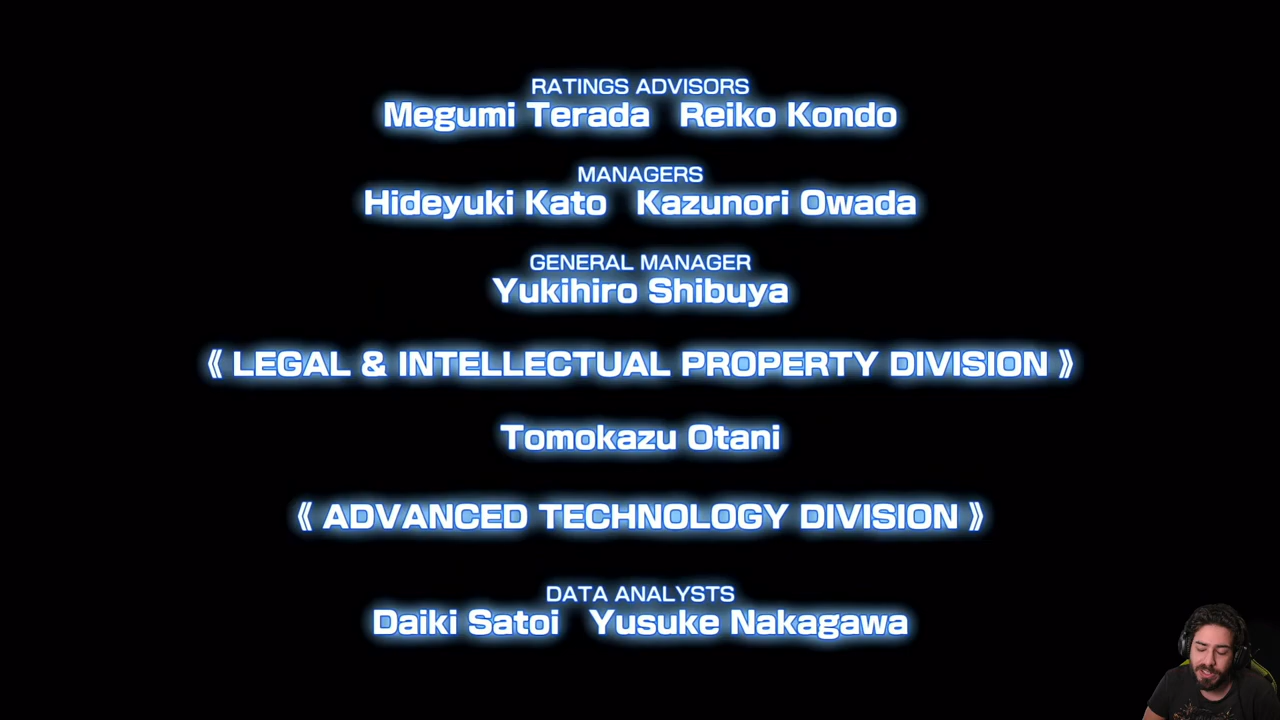 RATINGS ADVISORS
Megumi Terada Reiko Kondo
MANAGERS
Hideyuki Kato Kazunori Owada
GENERAL MANAGER
Yukihiro Shibuya
《 LEGAL & INTELLECTUAL PROPERTY DIVISION 》
Tomokazu Otani
《 ADVANCED TECHNOLOGY DIVISION 》
DATA ANALYSTS
Daiki Satoi Yusuke Nakagawa